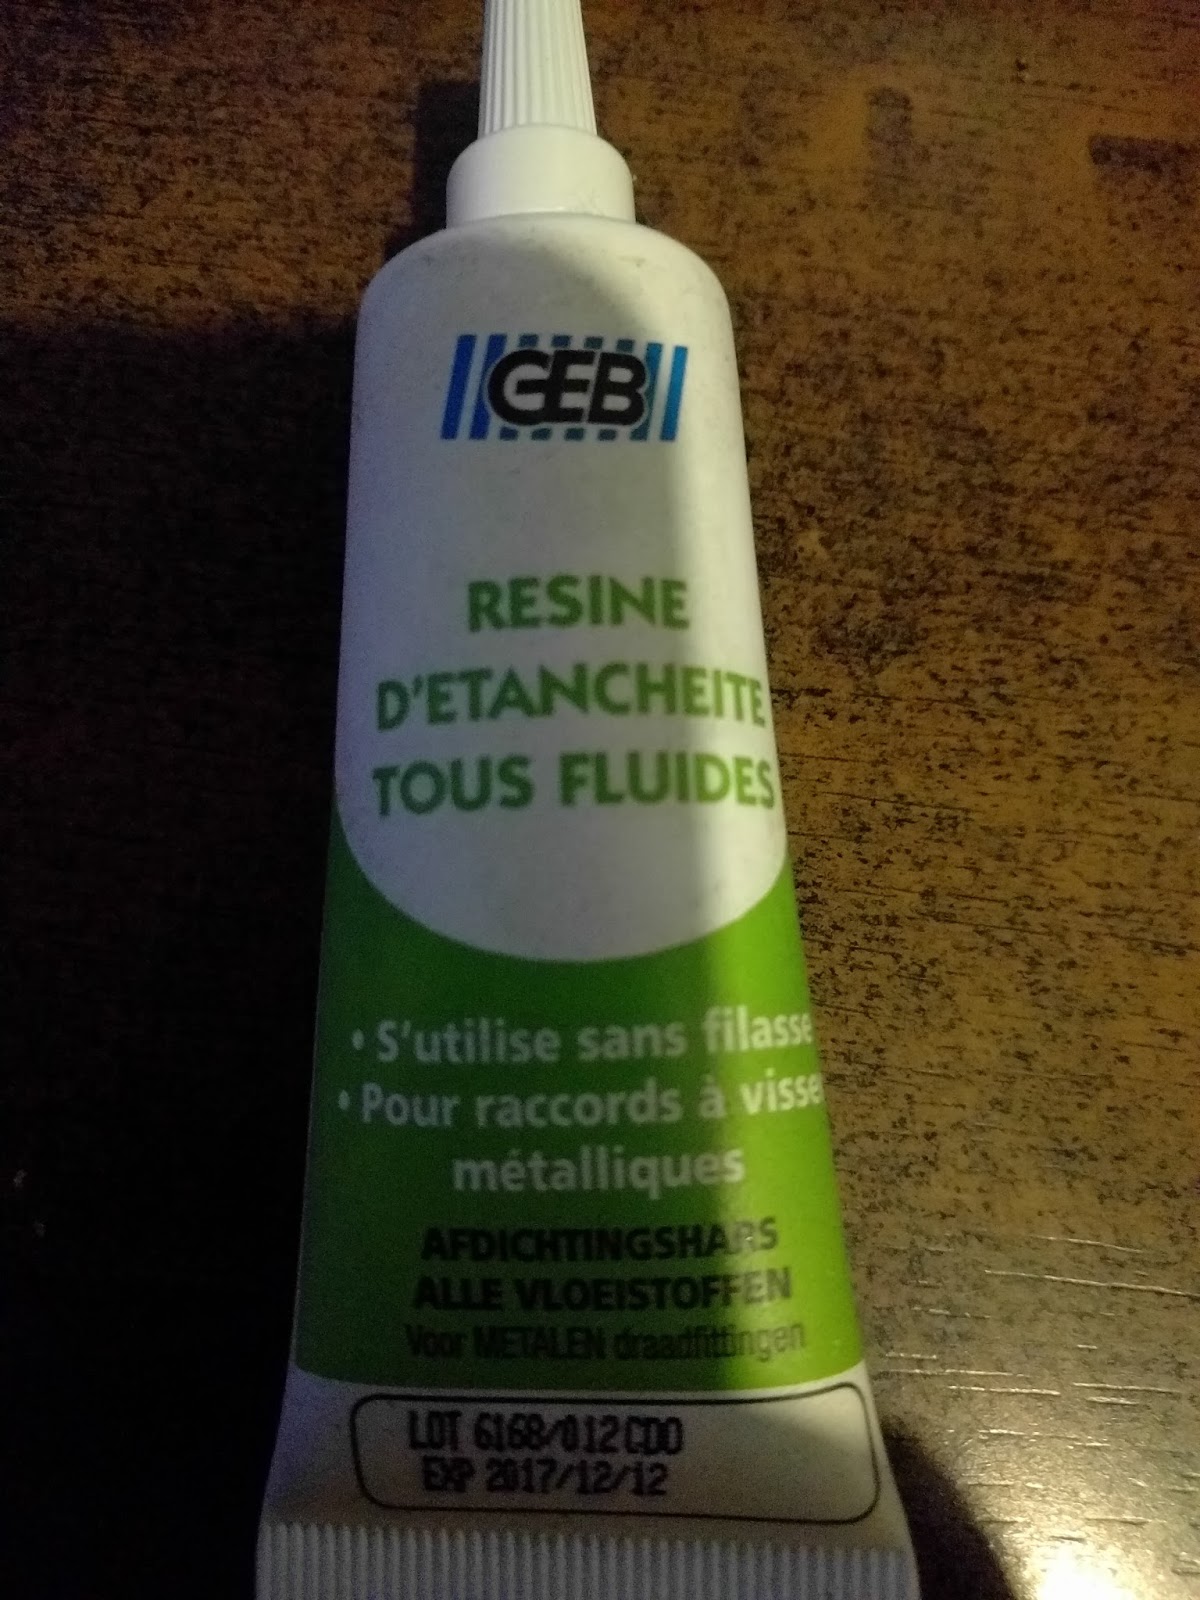 GEB
RESINE
D'ETANCHEITE
TOUS FLUIDES
• S'utilise sans filasse
• Pour raccords à visser
métalliques
AFDICHTINGSHARS
ALLE VLOEISTOFFEN
Voor METALEN draadfittingen
LOT 6168/012 CDO
EXP 2017/12/12